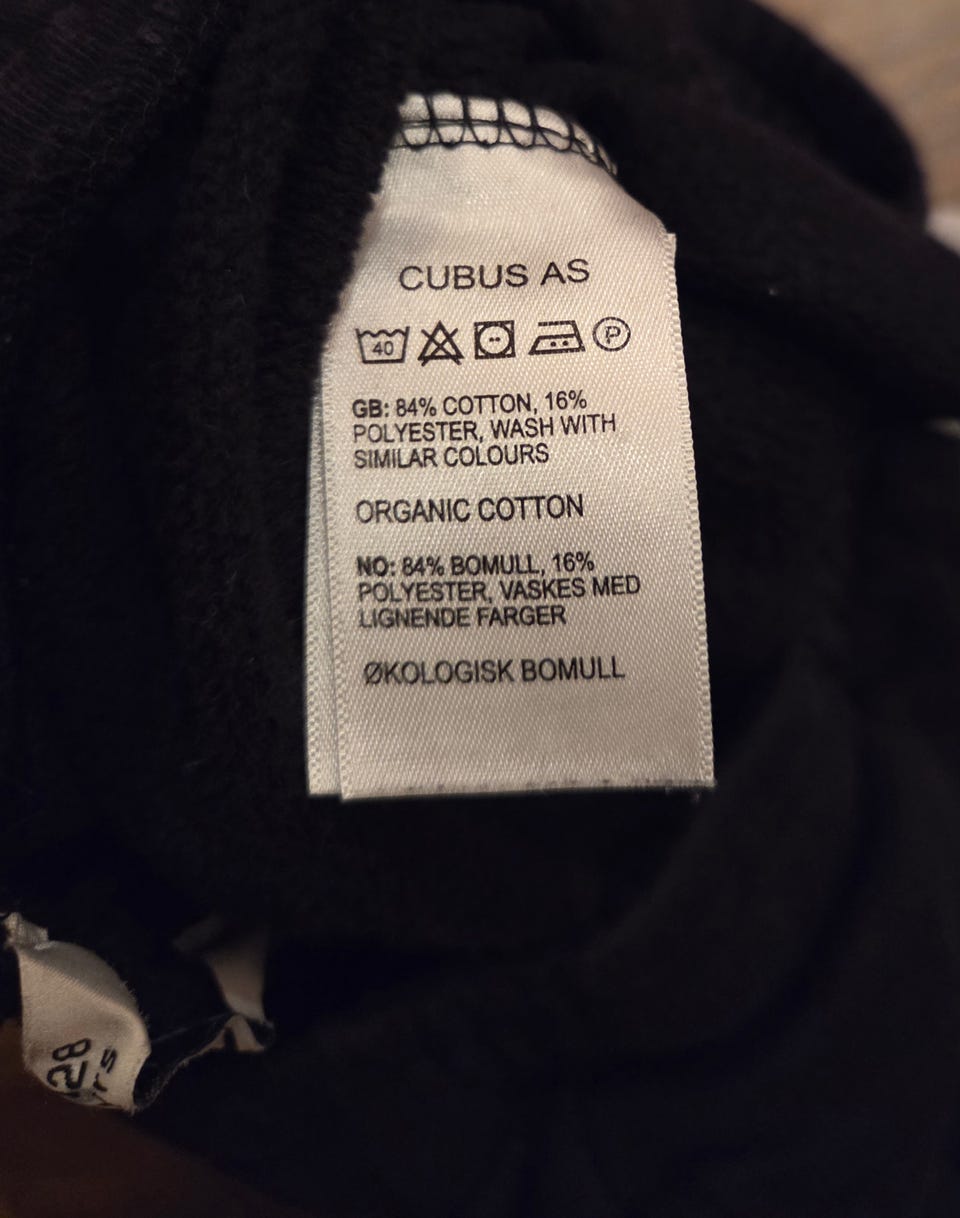 CUBUS AS
40 P
GB: 84% COTTON, 16%
POLYESTER, WASH WITH
SIMILAR COLOURS
ORGANIC COTTON
NO: 84% BOMULL, 16%
POLYESTER, VASKES MED
LIGNENDE FARGER
ØKOLOGISK BOMULL